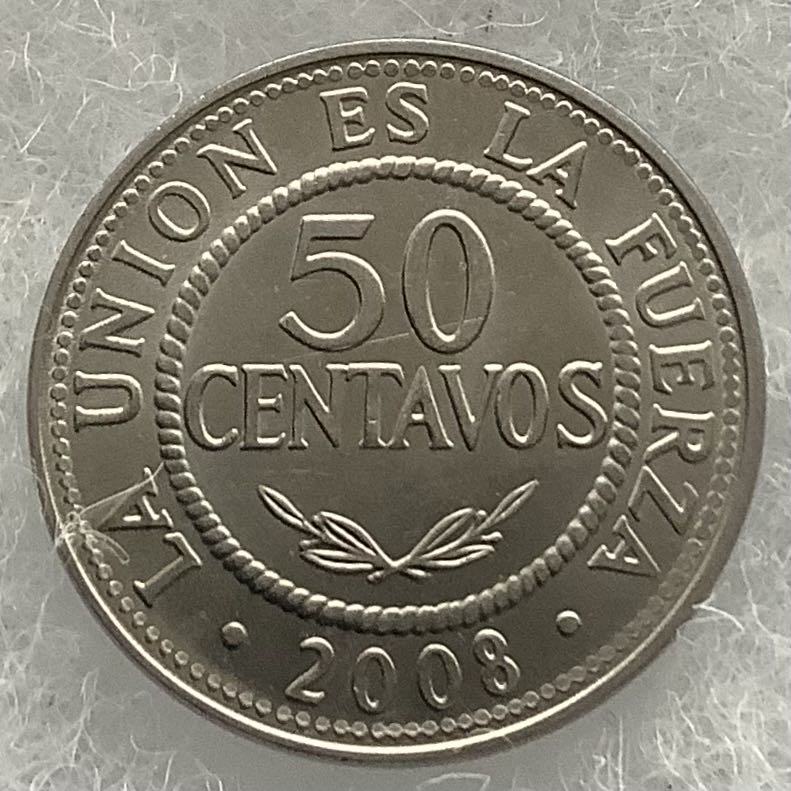 LA UNION ES LA FUERZA
50
CENTAVOS
• 2008 •